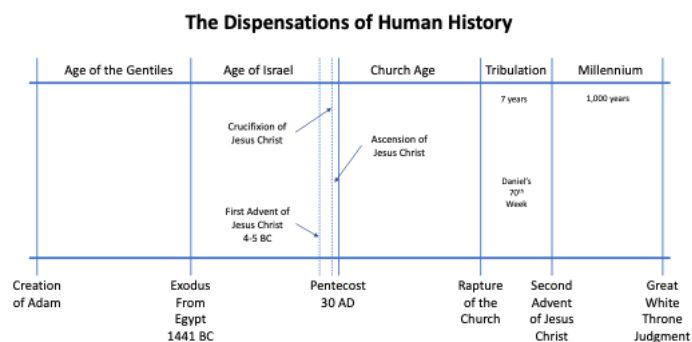 The Dispensations of Human History
Age of the Gentiles
Age of Israel
Church Age
Tribulation
Millennium
7 years
1,000 years
Crucifixion of
Jesus Christ
Ascension of
Jesus Christ
Daniel's
70th
Week
First Advent of
Jesus Christ
4-5 BC
Creation
of Adam
Exodus
From
Egypt
1441 BC
Pentecost
30 AD
Rapture
of the
Church
Second
Advent
of Jesus
Christ
Great
White
Throne
Judgment